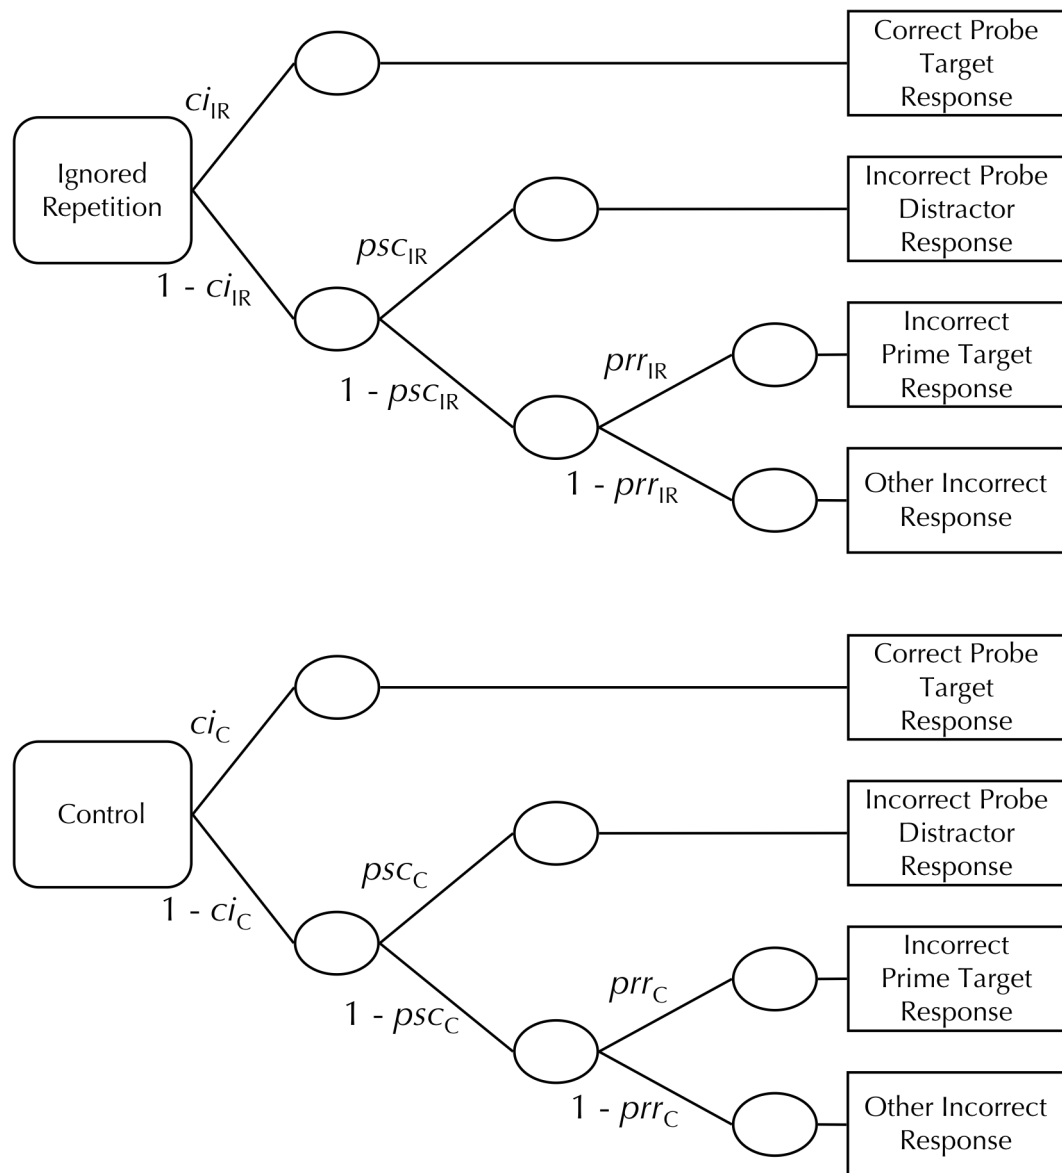 Correct Probe
Target
Response
ci_IR
Ignored
Repetition
Incorrect Probe
Distractor
Response
psc_IR
1 - ci_IR
Incorrect
Prime Target
Response
prr_IR
1 - psc_IR
Other Incorrect
Response
1 - prr_IR
Correct Probe
Target
Response
ci_C
Control
Incorrect Probe
Distractor
Response
psc_C
1 - ci_C
Incorrect
Prime Target
Response
prr_C
1 - psc_C
Other Incorrect
Response
1 - prr_C